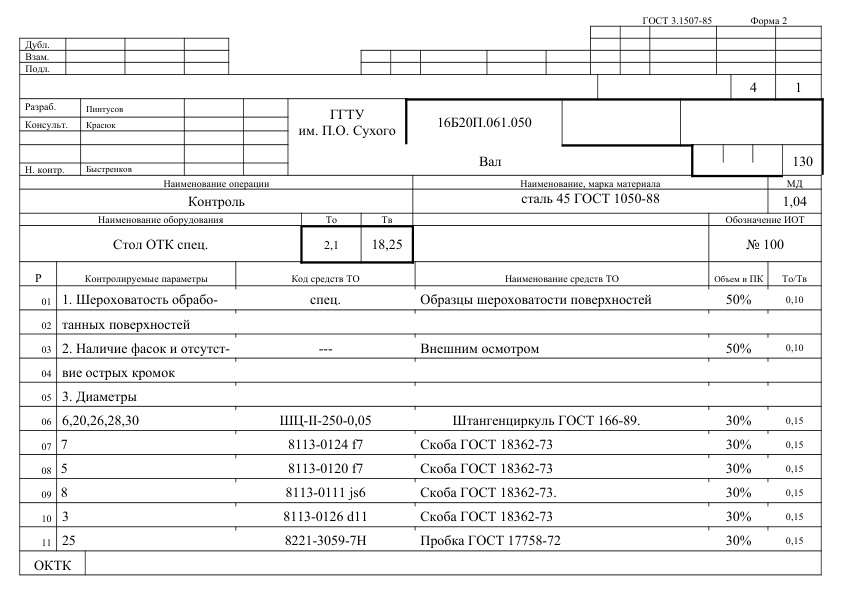 ГОСТ 3.1507-85 Форма 2
Дубл.
Взам.
Подл.
4 1
Разраб. Пинтусов
Консульт. Красюк
ГГТУ
им. П.О. Сухого
16Б20П.061.050
Вал
130
Н. контр. Быстренков
Наименование операции Наименование, марка материала МД
Контроль сталь 45 ГОСТ 1050-88 1,04
Наименование оборудования То Тв Обозначение ИОТ
Стол ОТК спец. 2,1 18,25 № 100
Р Контролируемые параметры Код средств ТО Наименование средств ТО Объем и ПК То/Тв
01 1. Шероховатость обрабо- спец. Образцы шероховатости поверхностей 50% 0,10
02 танных поверхностей
03 2. Наличие фасок и отсутст- --- Внешним осмотром 50% 0,10
04 вие острых кромок
05 3. Диаметры
06 6,20,26,28,30 ШЦ-II-250-0,05 Штангенциркуль ГОСТ 166-89. 30% 0,15
07 7 8113-0124 f7 Скоба ГОСТ 18362-73 30% 0,15
08 5 8113-0120 f7 Скоба ГОСТ 18362-73 30% 0,15
09 8 8113-0111 js6 Скоба ГОСТ 18362-73. 30% 0,15
10 3 8113-0126 d11 Скоба ГОСТ 18362-73 30% 0,15
11 25 8221-3059-7H Пробка ГОСТ 17758-72 30% 0,15
ОКТК